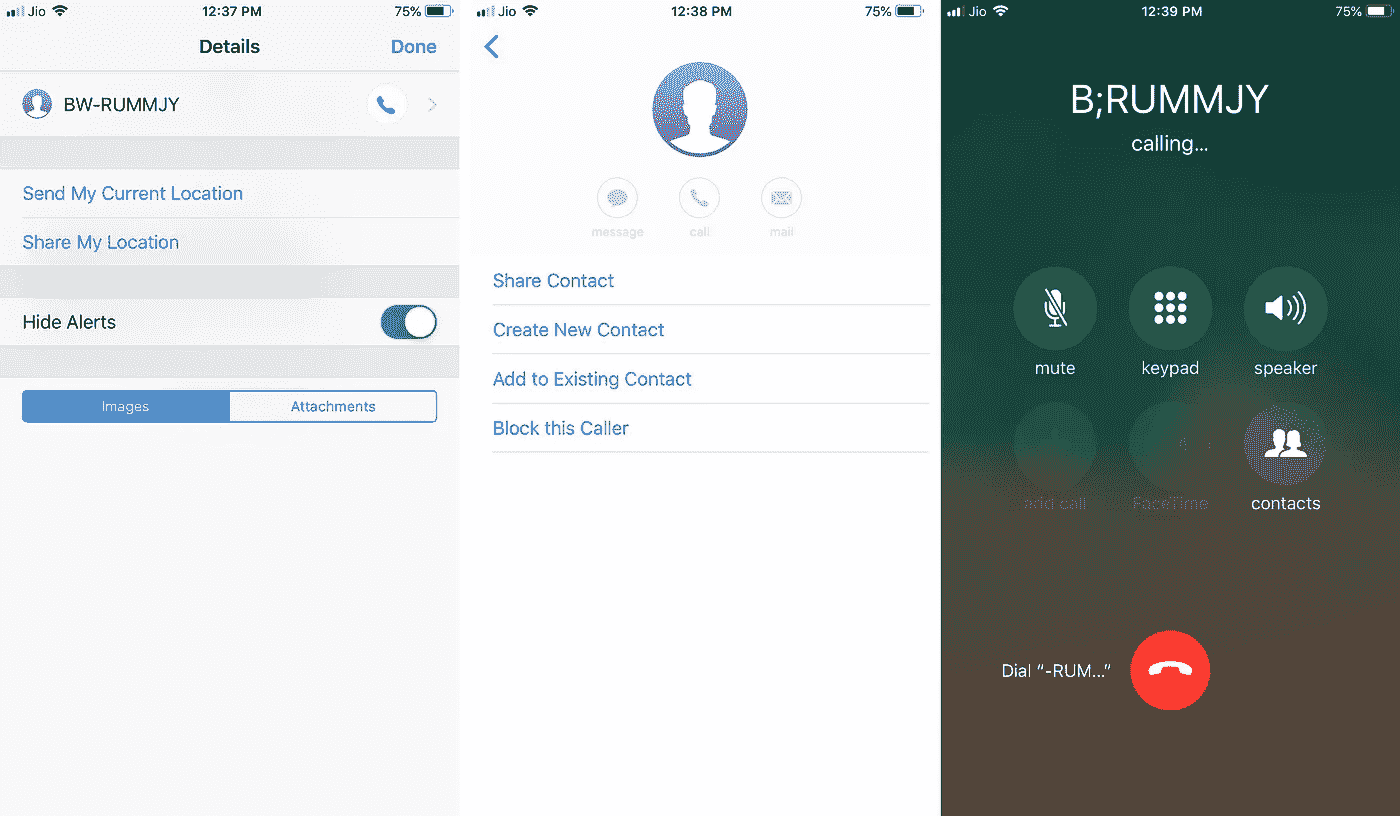 Jio 12:37 PM 75%
Details Done
BW-RUMMJY
Send My Current Location
Share My Location
Hide Alerts
Images Attachments
Jio 12:38 PM 75%
message call mail
Share Contact
Create New Contact
Add to Existing Contact
Block this Caller
Jio 12:39 PM 75%
B;RUMMJY
calling...
mute keypad speaker
add call FaceTime contacts
Dial “-RUM...”